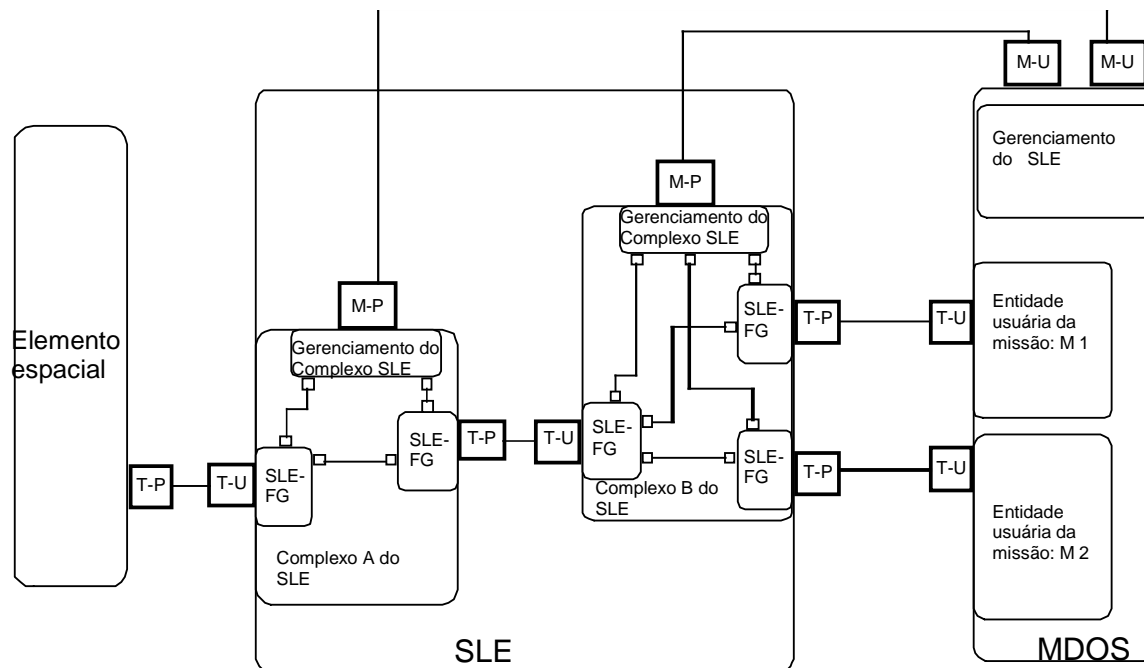 M-U
M-U
Gerenciamento
do SLE
M-P
Gerenciamento do
Complexo SLE
M-P
Elemento
espacial
Gerenciamento do
Complexo SLE
SLE-
FG
T-P
T-U
Entidade
usuária da
missão: M 1
SLE-
FG
T-P
T-U
SLE-
FG
SLE-
FG
T-P
T-U
T-P
T-U
SLE-
FG
Complexo B do
SLE
Entidade
usuária da
missão: M 2
Complexo A do
SLE
SLE
MDOS